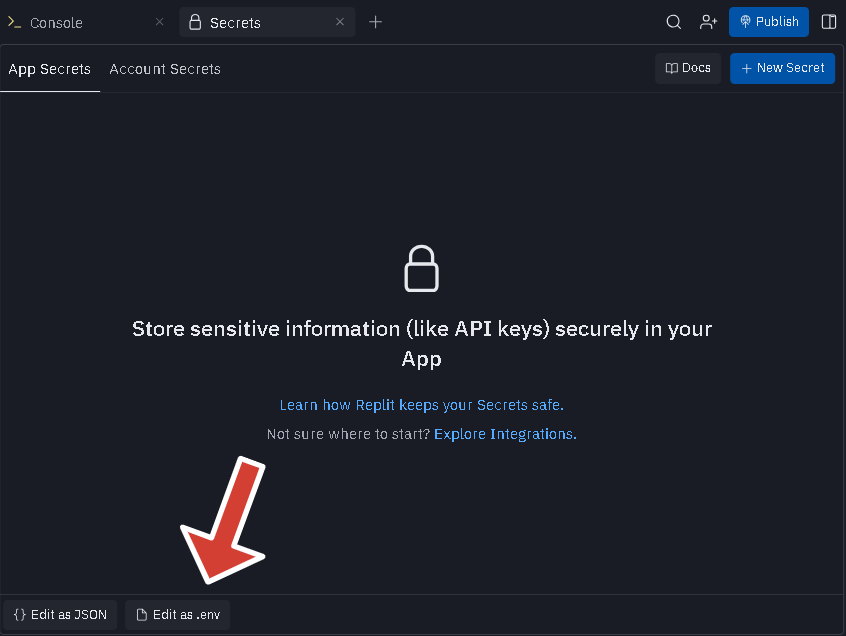 Console
Secrets
Publish
App Secrets
Account Secrets
Docs
New Secret
Store sensitive information (like API keys) securely in your
App
Learn how Replit keeps your Secrets safe.
Not sure where to start? Explore Integrations.
{} Edit as JSON
Edit as .env